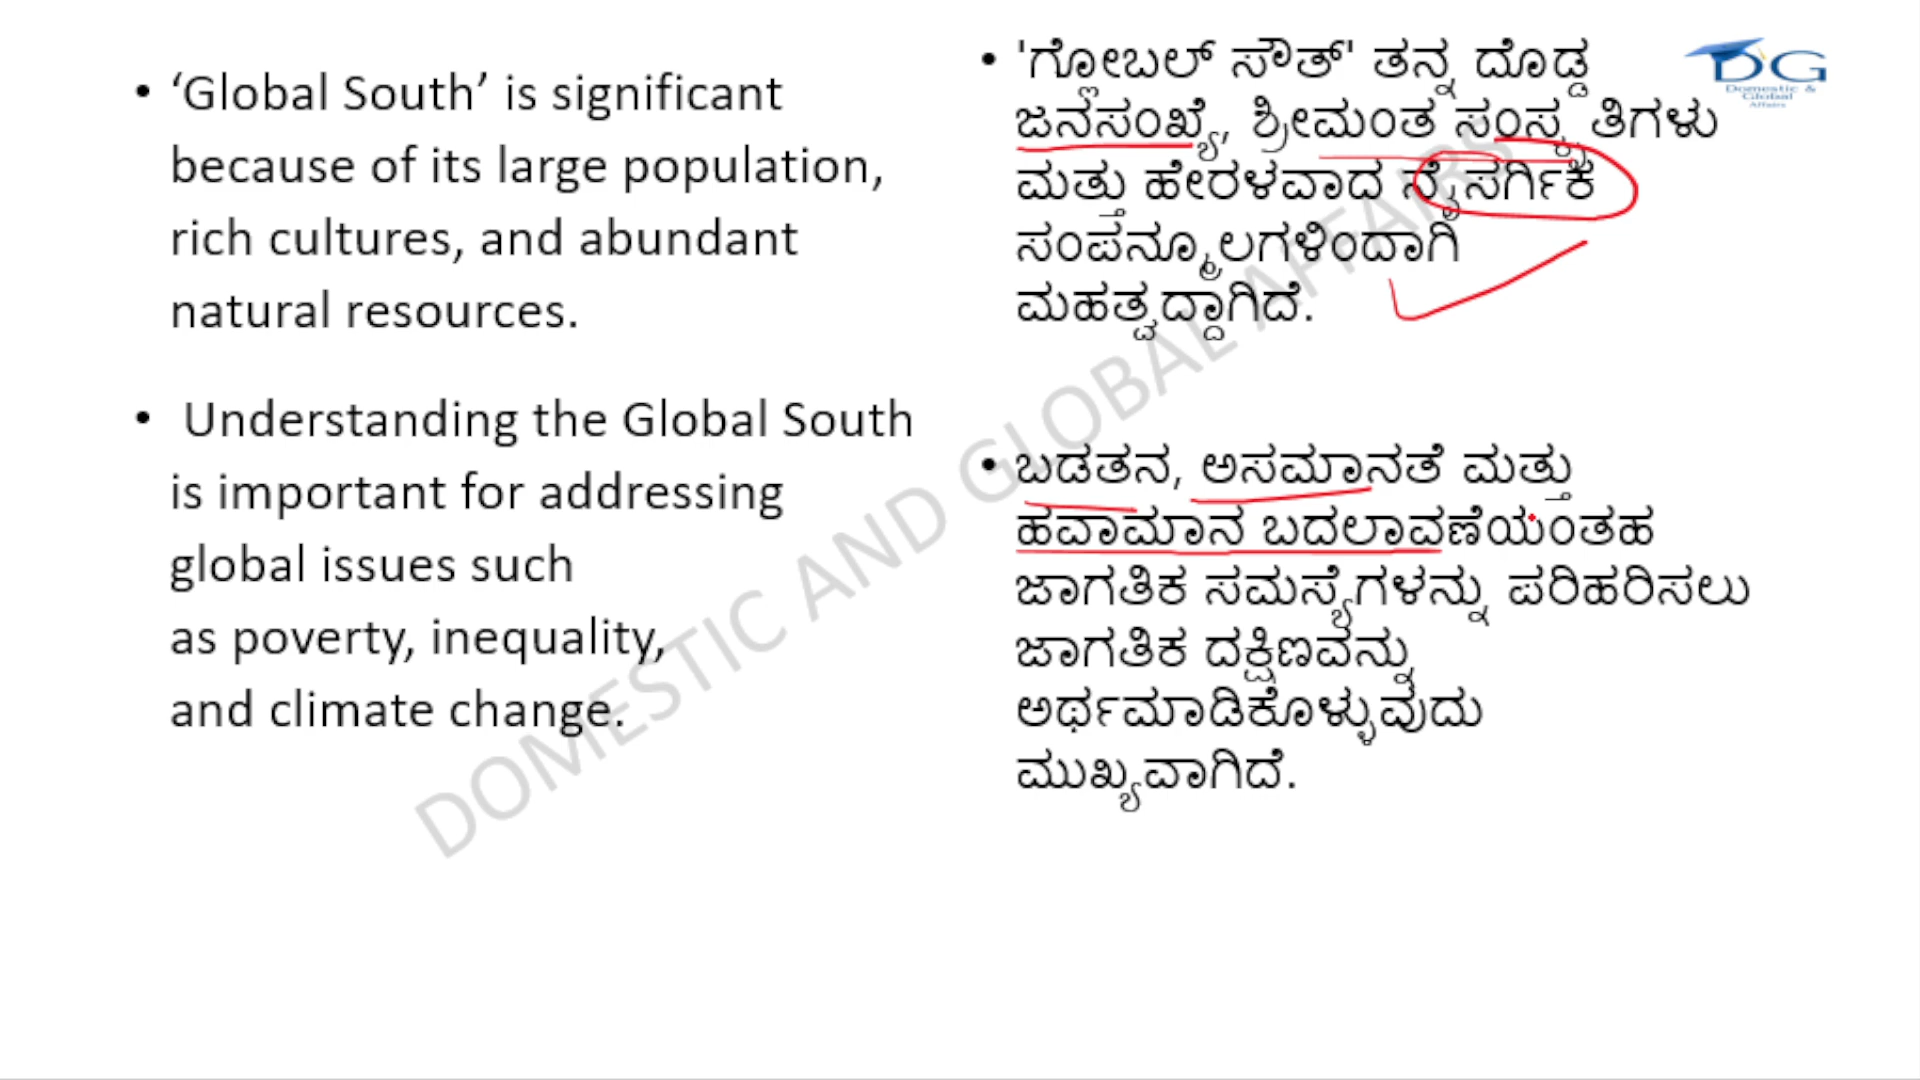 • ‘Global South’ is significant
because of its large population,
rich cultures, and abundant
natural resources.
• Understanding the Global South
is important for addressing
global issues such
as poverty, inequality,
and climate change.
• 'ಗ್ಲೋಬಲ್ ಸೌತ್' ತನ್ನ ದೊಡ್ಡ
ಜನಸಂಖ್ಯೆ, ಶ್ರೀಮಂತ ಸಂಸ್ಕೃತಿಗಳು
ಮತ್ತು ಹೇರಳವಾದ ನೈಸರ್ಗಿಕ
ಸಂಪನ್ಮೂಲಗಳಿಂದಾಗಿ
ಮಹತ್ವದ್ದಾಗಿದೆ.
• ಬಡತನ, ಅಸಮಾನತೆ ಮತ್ತು
ಹವಾಮಾನ ಬದಲಾವಣೆಯಂತಹ
ಜಾಗತಿಕ ಸಮಸ್ಯೆಗಳನ್ನು ಪರಿಹರಿಸಲು
ಜಾಗತಿಕ ದಕ್ಷಿಣವನ್ನು
ಅರ್ಥಮಾಡಿಕೊಳ್ಳುವುದು
ಮುಖ್ಯವಾಗಿದೆ.
DG
Domestic &
Global
Affairs
DOMESTIC AND GLOBAL AFFAIRS